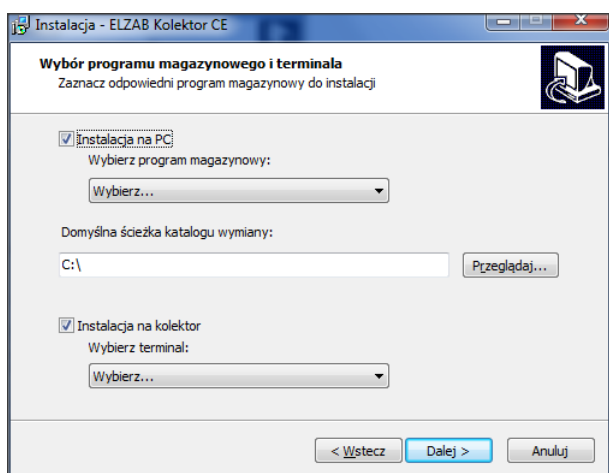 Instalacja - ELZAB Kolektor CE
Wybór programu magazynowego i terminala
Zaznacz odpowiedni program magazynowy do instalacji
Instalacja na PC
Wybierz program magazynowy:
Wybierz...
Domyślna ścieżka katalogu wymiany:
C:\
Przeglądaj...
Instalacja na kolektor
Wybierz terminal:
Wybierz...
< Wstecz Dalej > Anuluj